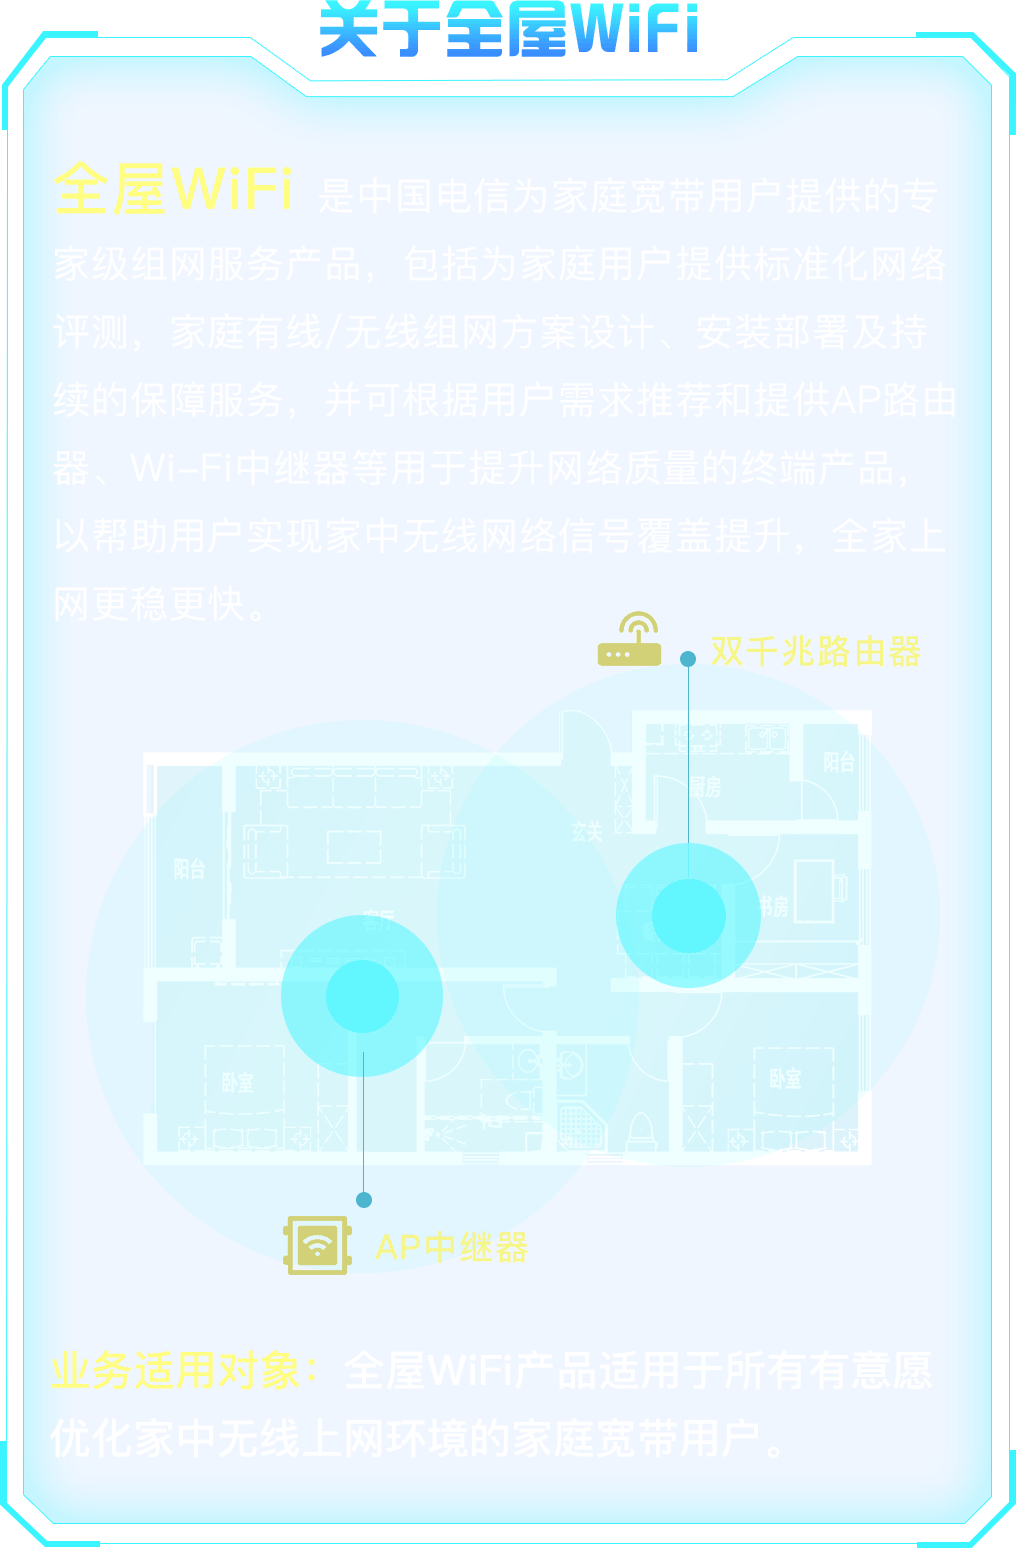 关于全屋WiFi
全屋WiFi 是中国电信为家庭宽带用户提供的专
家级组网服务产品，包括为家庭用户提供标准化网络
评测，家庭有线/无线组网方案设计、安装部署及持
续的保障服务，并可根据用户需求推荐和提供AP路由
器、Wi-Fi中继器等用于提升网络质量的终端产品，
以帮助用户实现家中无线网络信号覆盖提升，全家上
网更稳更快。
双千兆路由器
阳台
厨房
玄关
阳台
书房
客厅
卧室
卧室
AP中继器
业务适用对象：全屋WiFi产品适用于所有有意愿
优化家中无线上网环境的家庭宽带用户。